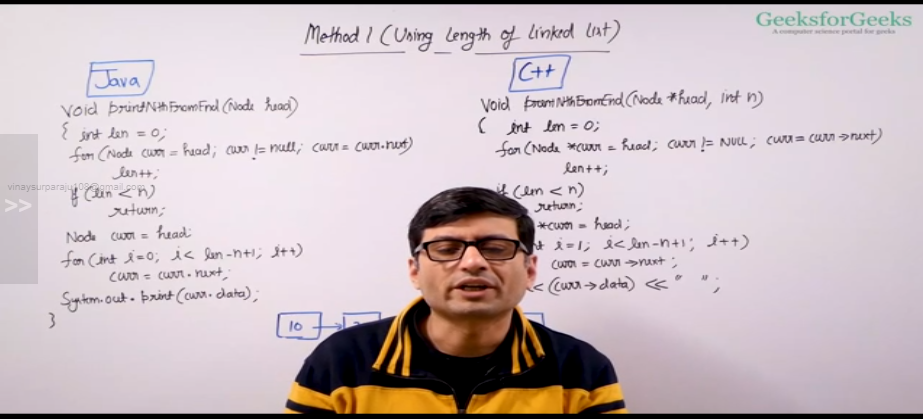 GeeksforGeeks
A computer science portal for geeks
Method 1 (Using Length of Linked List)
Java
void printNthFromEnd (Node head)
{ int len = 0;
for (Node curr = head; curr != null; curr = curr.next)
len++;
if (len < n)
return;
Node curr = head;
for (int i=0; i < len-n+1; i++)
curr = curr.next;
System.out.print(curr.data);
}
C++
void printNthFromEnd (Node *head, int n)
{ int len = 0;
for (Node *curr = head; curr != NULL; curr = curr→next)
len++;
if (len < n)
return;
*curr = head;
i=1; i < len-n+1; i++)
curr = curr→next;
< (curr→data) << " ";
10
vinaysurparaju108@gmail.com
>>